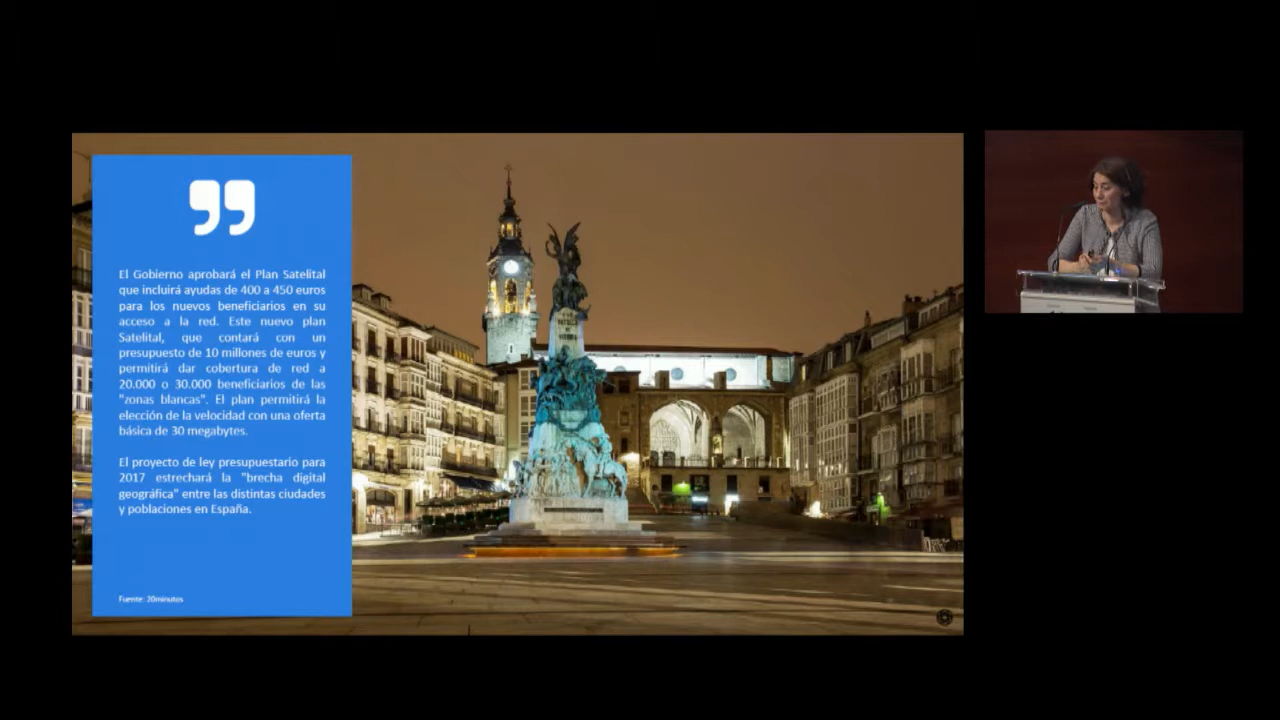 El Gobierno aprobará el Plan Satelital
que incluirá ayudas de 400 a 450 euros
para los nuevos beneficiarios en su
acceso a la red. Este nuevo plan
Satelital, que contará con un
presupuesto de 10 millones de euros y
permitirá dar cobertura de red a
20.000 o 30.000 beneficiarios de las
"zonas blancas". El plan permitirá la
elección de la velocidad con una oferta
básica de 30 megabytes.
El proyecto de ley presupuestario para
2017 estrechará la "brecha digital
geográfica" entre las distintas ciudades
y poblaciones en España.
Fuente: 20minutos